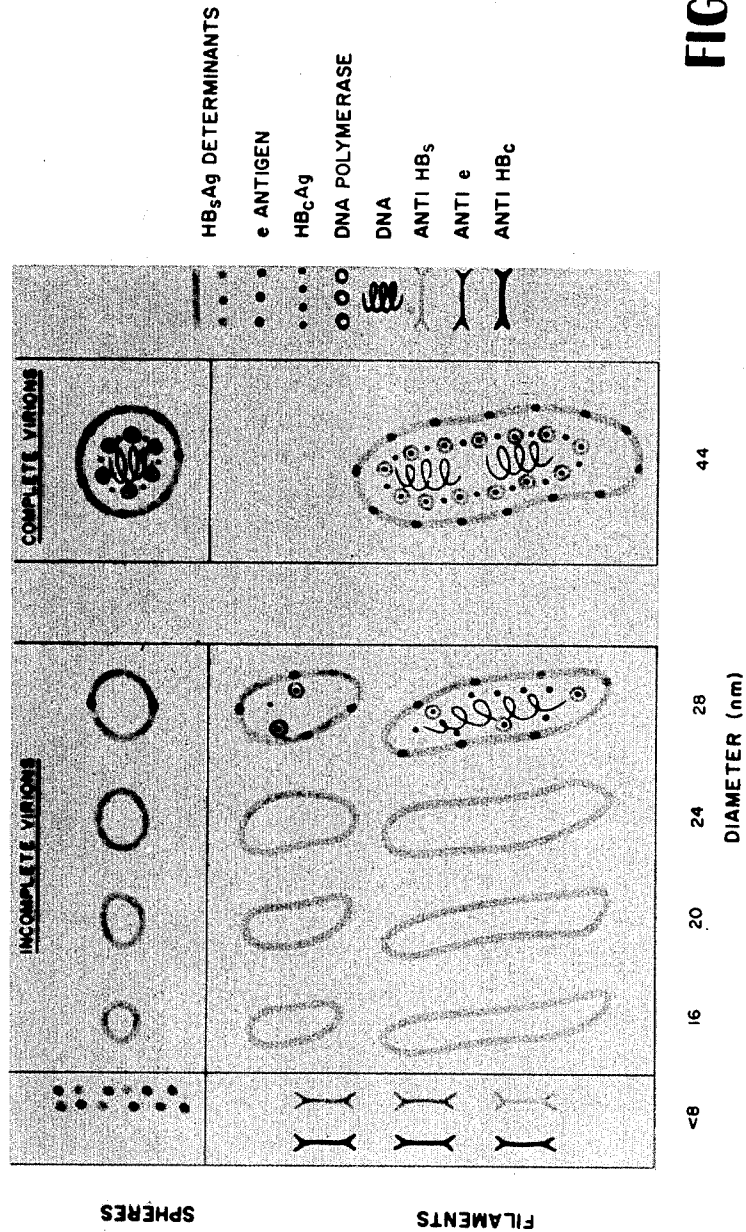 INCOMPLETE VIRIONS
COMPLETE VIRIONS
SPHERES
FILAMENTS
<8
16
20
24
28
44
DIAMETER (nm)
HBsAg DETERMINANTS
e ANTIGEN
HBcAg
DNA POLYMERASE
DNA
ANTI HBs
ANTI e
ANTI HBc
FIG